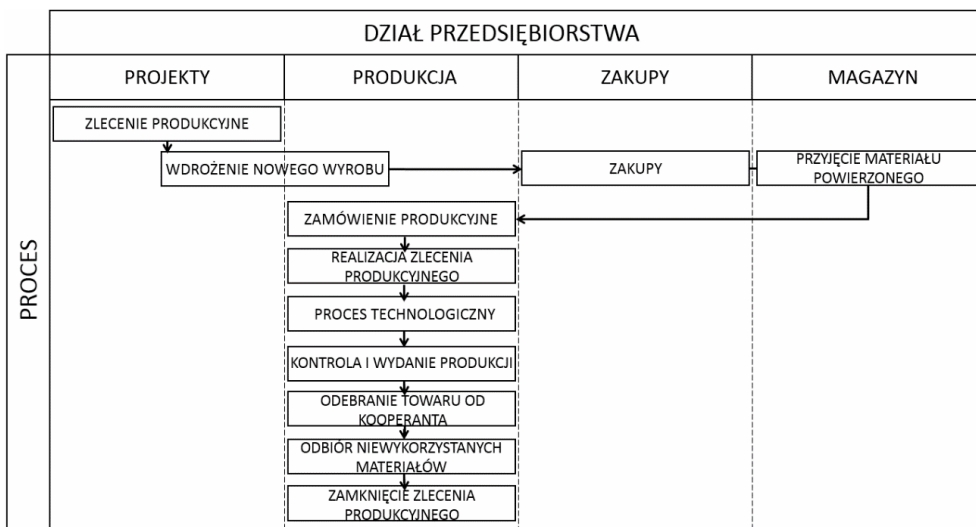 DZIAŁ PRZEDSIĘBIORSTWA
PROJEKTY
PRODUKCJA
ZAKUPY
MAGAZYN
PROCES
ZLECENIE PRODUKCYJNE
WDROŻENIE NOWEGO WYROBU
ZAKUPY
PRZYJĘCIE MATERIAŁU
POWIERZONEGO
ZAMÓWIENIE PRODUKCYJNE
REALIZACJA ZLECENIA
PRODUKCYJNEGO
PROCES TECHNOLOGICZNY
KONTROLA I WYDANIE PRODUKCJI
ODEBRANIE TOWARU OD
KOOPERANTA
ODBIÓR NIEWYKORZYSTANYCH
MATERIAŁÓW
ZAMKNIĘCIE ZLECENIA
PRODUKCYJNEGO